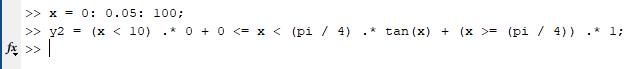 >> x = 0: 0.05: 100;
>> y2 = (x < 10) .* 0 + 0 <= x < (pi / 4) .* tan(x) + (x >= (pi / 4)) .* 1;
fx >>